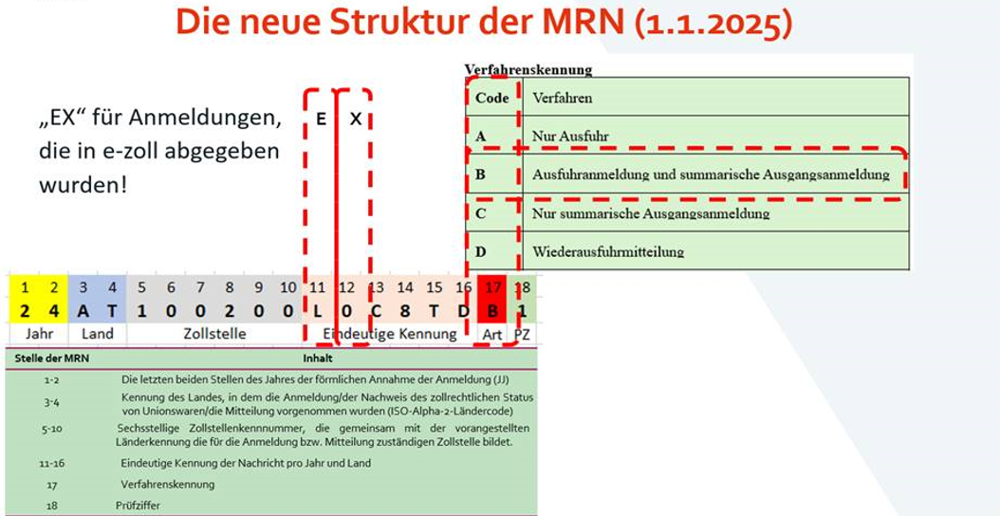 Die neue Struktur der MRN (1.1.2025)
„EX“ für Anmeldungen,
die in e-zoll abgegeben
wurden!
E X
Verfahrenskennung
Code Verfahren
A Nur Ausfuhr
B Ausfuhranmeldung und summarische Ausgangsanmeldung
C Nur summarische Ausgangsanmeldung
D Wiederausfuhrmitteilung
1 2 3 4 5 6 7 8 9 10 11 12 13 14 15 16 17 18
2 4 A T 1 0 0 2 0 0 L 0 C 8 T D B 1
Jahr Land Zollstelle Eindeutige Kennung Art PZ
Stelle der MRN Inhalt
1-2 Die letzten beiden Stellen des Jahres der förmlichen Annahme der Anmeldung (JJ)
3-4 Kennung des Landes, in dem die Anmeldung/der Nachweis des zollrechtlichen Status
von Unionswaren/die Mitteilung vorgenommen wurden (ISO-Alpha-2-Ländercode)
5-10 Sechsstellige Zollstellenkennnummer, die gemeinsam mit der vorangestellten
Länderkennung die für die Anmeldung bzw. Mitteilung zuständigen Zollstelle bildet.
11-16 Eindeutige Kennung der Nachricht pro Jahr und Land
17 Verfahrenskennung
18 Prüfziffer